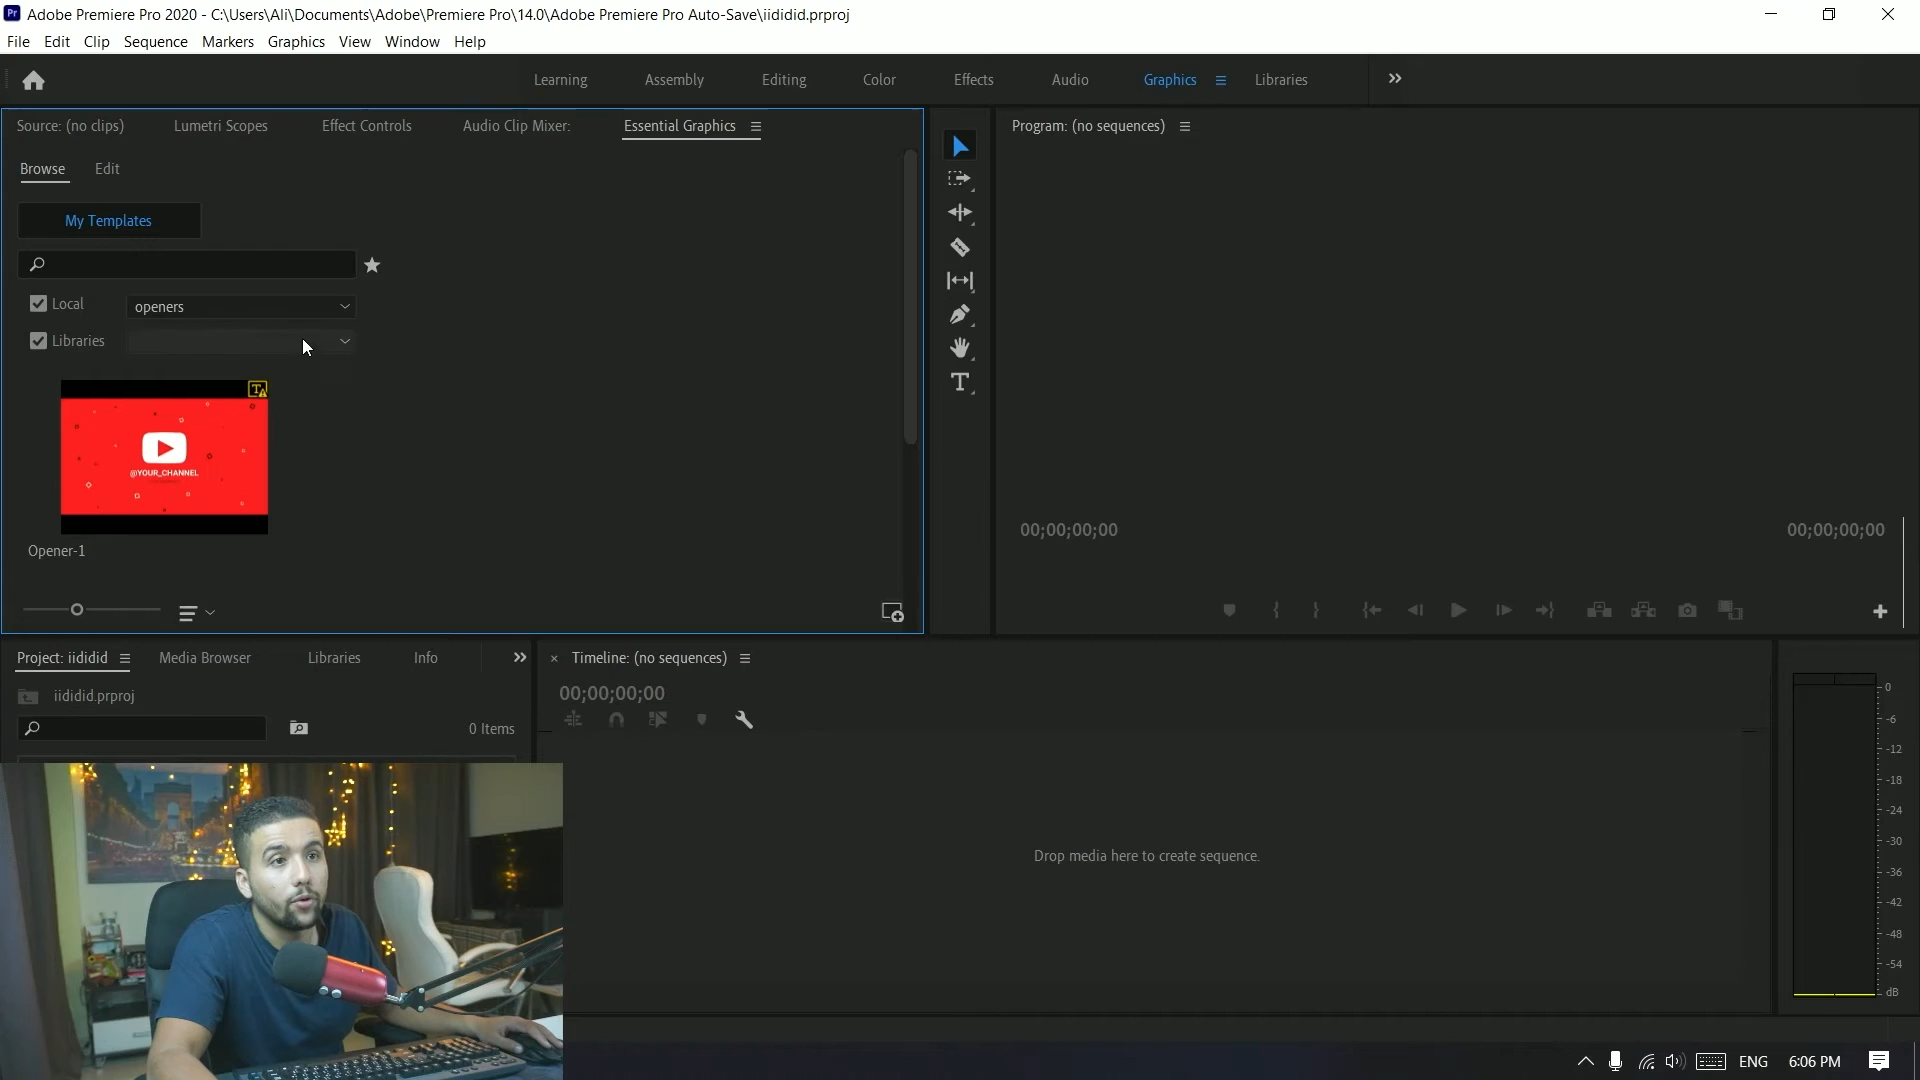 Pr Adobe Premiere Pro 2020 - C:\Users\Ali\Documents\Adobe\Premiere Pro\14.0\Adobe Premiere Pro Auto-Save\iididid.prproj
File Edit Clip Sequence Markers Graphics View Window Help
Learning Assembly Editing Color Effects Audio Graphics Libraries
Source: (no clips) Lumetri Scopes Effect Controls Audio Clip Mixer: Essential Graphics
Program: (no sequences)
Browse Edit
My Templates
Local openers
Libraries
@YOUR_CHANNEL
Opener-1
00;00;00;00 00;00;00;00
Project: iididid Media Browser Libraries Info
Timeline: (no sequences)
iididid.prproj
00;00;00;00
0 Items
Drop media here to create sequence.
0
-6
-12
-18
-24
-30
-36
-42
-48
-54
dB
ENG 6:06 PM